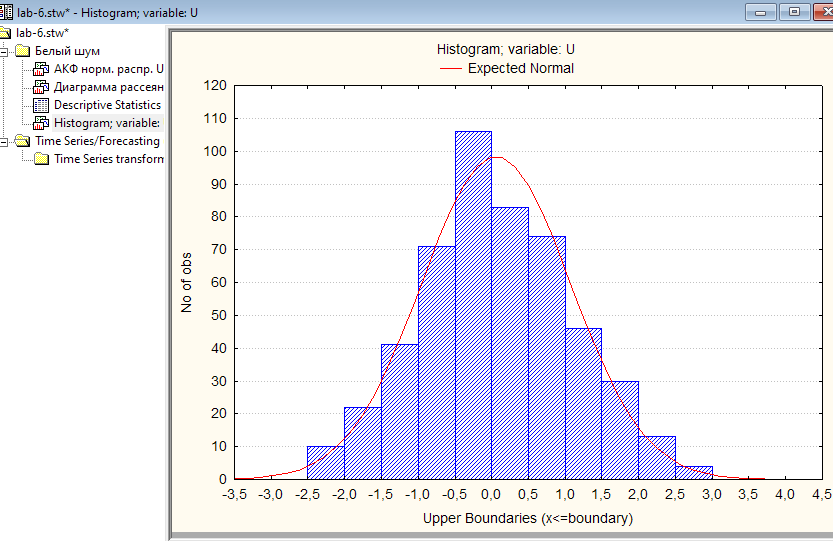 lab-6.stw* - Histogram; variable: U
lab-6.stw*
Белый шум
АКФ норм. распр. U
Диаграмма рассеян
Descriptive Statistics
Histogram; variable:
Time Series/Forecasting
Time Series transform
Histogram; variable: U
Expected Normal
120
110
100
90
80
70
60
50
40
30
20
10
0
No of obs
-3,5 -3,0 -2,5 -2,0 -1,5 -1,0 -0,5 0,0 0,5 1,0 1,5 2,0 2,5 3,0 3,5 4,0 4,5
Upper Boundaries (x<=boundary)